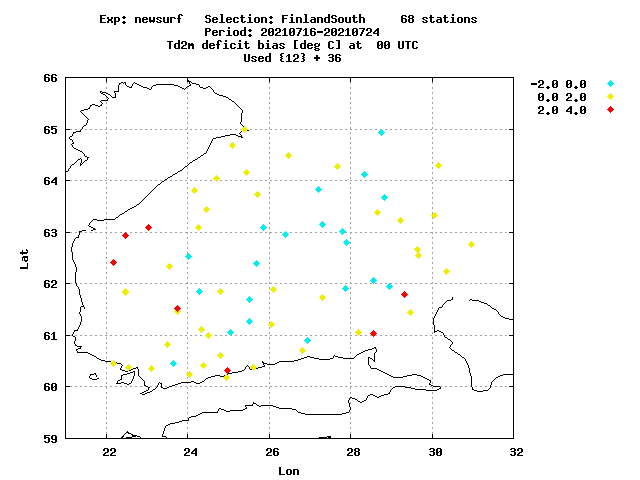 Exp: newsurf Selection: FinlandSouth 68 stations
Period: 20210716-20210724
Td2m deficit bias [deg C] at 00 UTC
Used {12} + 36
-2.0 0.0
0.0 2.0
2.0 4.0
66
65
64
63
62
61
60
59
Lat
22 24 26 28 30 32
Lon